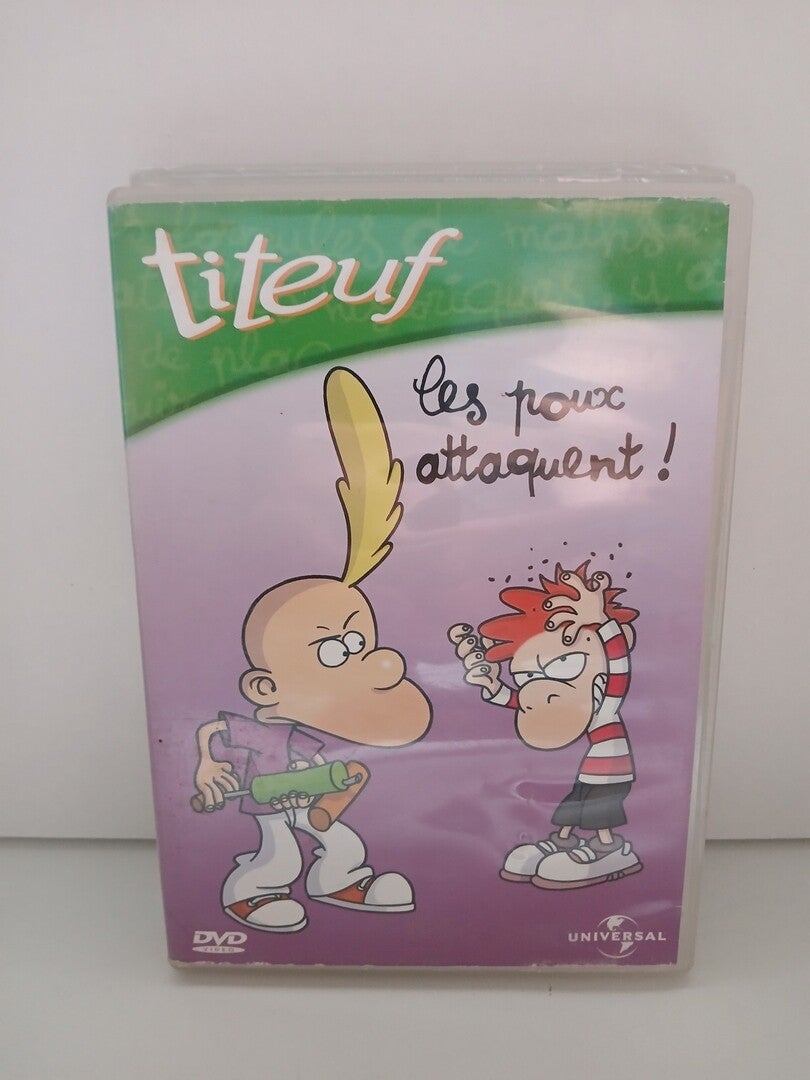 titeuf
les poux
attaquent !
DVD
VIDEO
UNIVERSAL